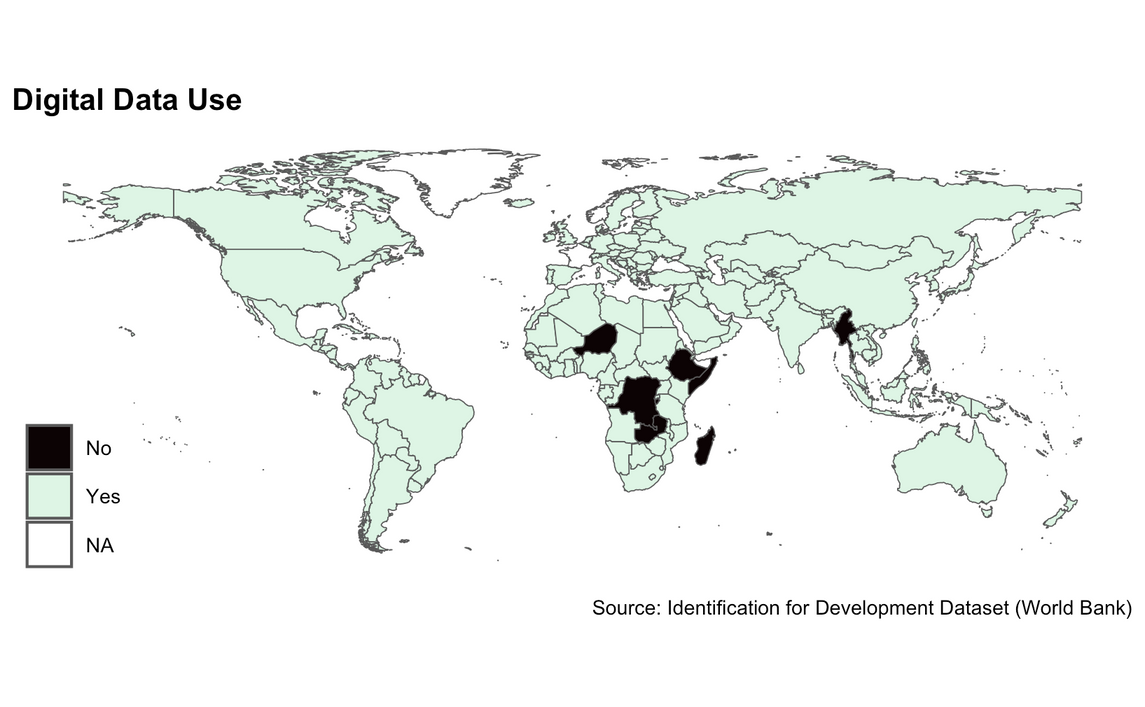 Digital Data Use
No
Yes
NA
Source: Identification for Development Dataset (World Bank)